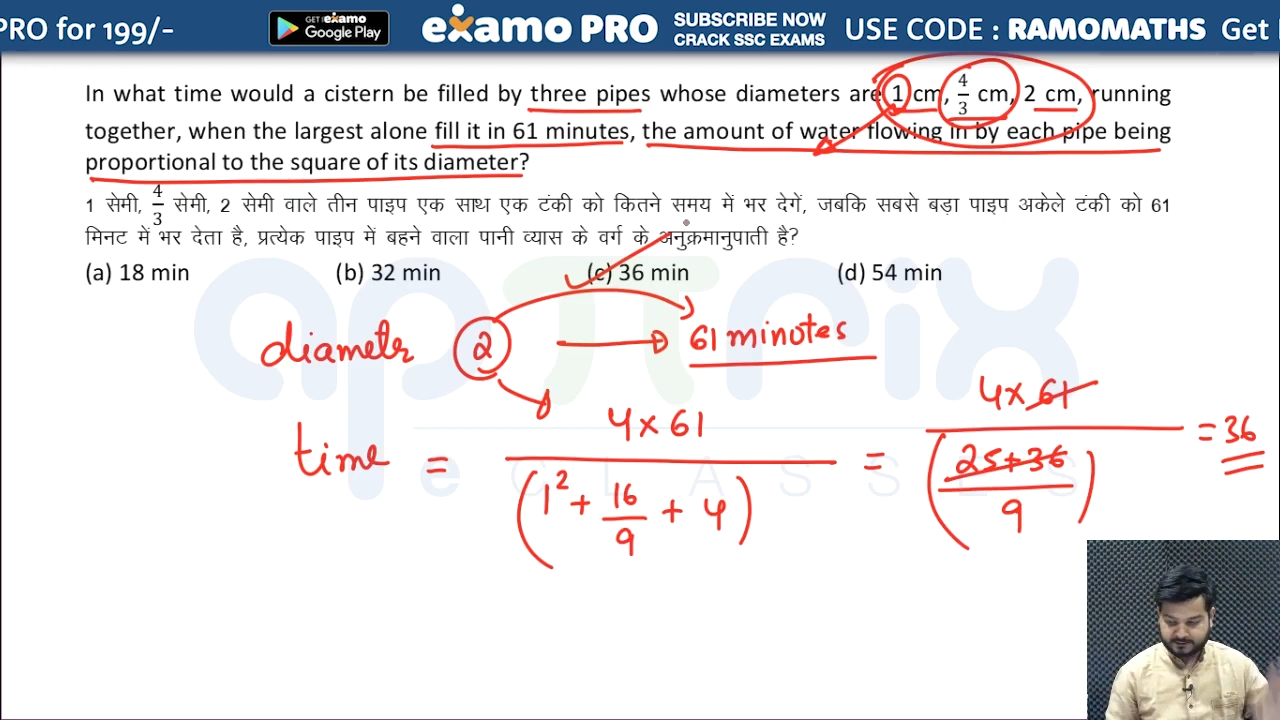 PRO for 199/-
GET IT examo
Google Play
examo PRO
SUBSCRIBE NOW
CRACK SSC EXAMS
USE CODE : RAMOMATHS Get
In what time would a cistern be filled by three pipes whose diameters are 1 cm, 4/3 cm, 2 cm, running
together, when the largest alone fill it in 61 minutes, the amount of water flowing in by each pipe being
proportional to the square of its diameter?
1 सेमी, 4/3 सेमी, 2 सेमी वाले तीन पाइप एक साथ एक टंकी को कितने समय में भर देगें, जबकि सबसे बड़ा पाइप अकेले टंकी को 61
मिनट में भर देता है, प्रत्येक पाइप में बहने वाला पानी व्यास के वर्ग के अनुक्रमानुपाती है?
(a) 18 min (b) 32 min (c) 36 min (d) 54 min
diameter 2 → 61 minutes
time = 4 × 61 / (1² + 16/9 + 4) = 4 × 61 / ((25+36)/9) = 36
eCLASSES